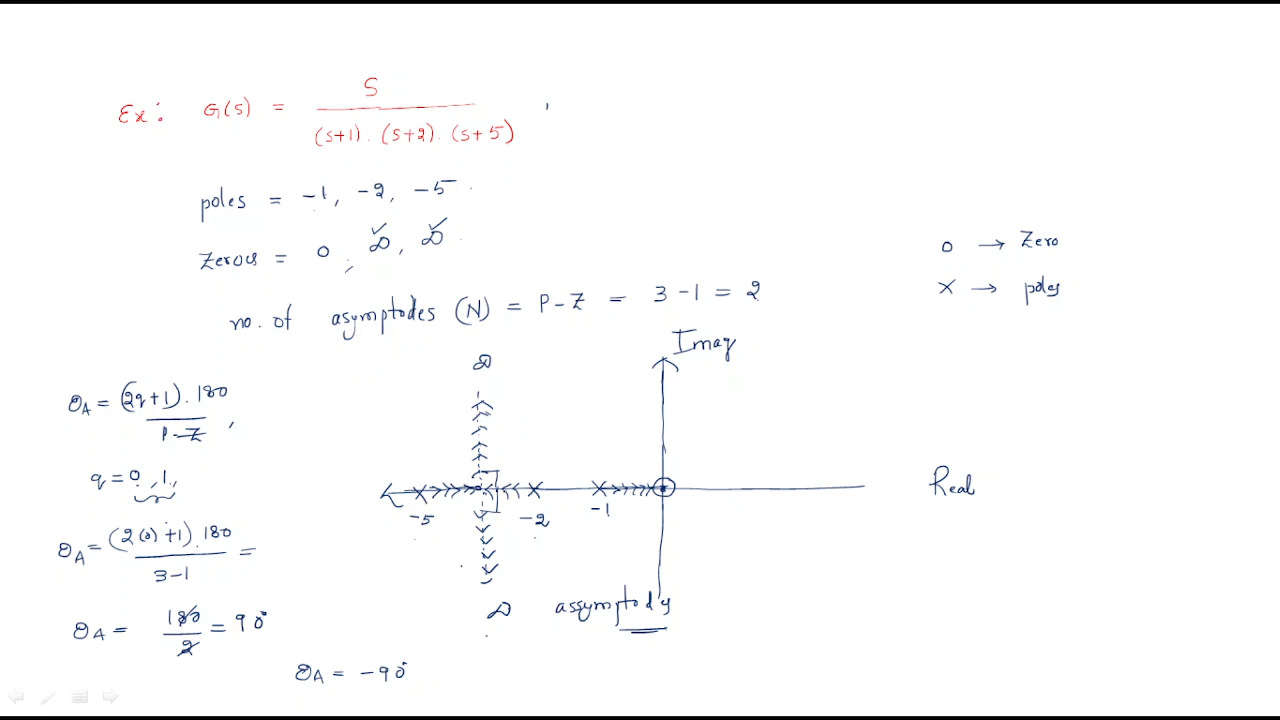 Ex: G(s) = S / (s+1) . (s+2) . (s+5)
poles = -1, -2, -5
zeros = 0, ∞, ∞
0 → Zero
× → poles
no. of asymptodes (N) = P-Z = 3-1 = 2
Imag
∞
θA = (2q+1).180 / P-Z ,
q = 0, 1,
Real
-5 -2 -1
θA = (2(0)+1).180 / 3-1 =
∞ assymptodys
θA = 180/2 = 90°
θA = -90°